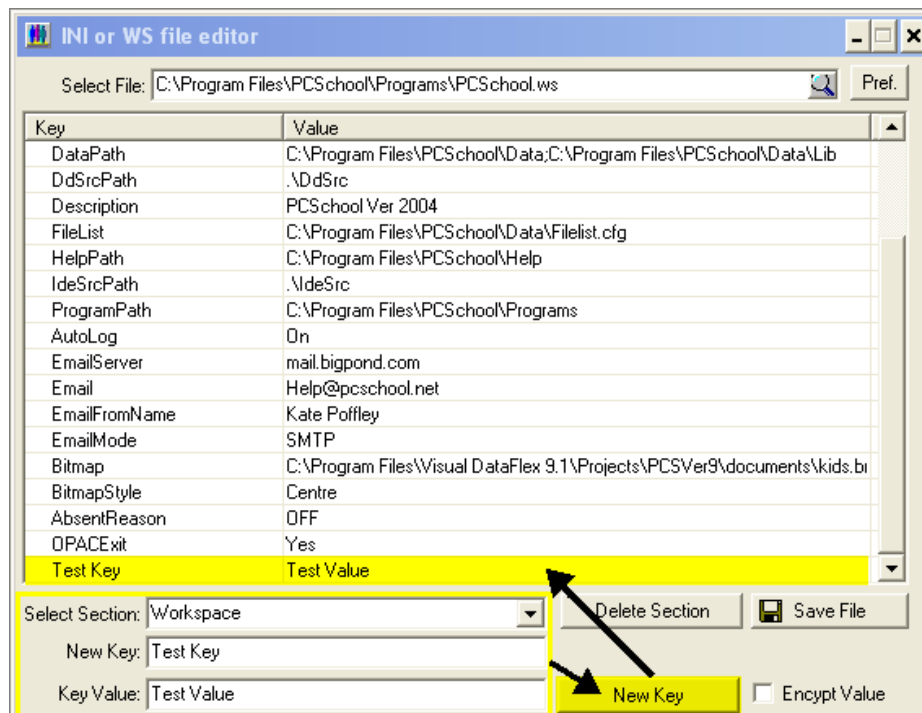 INI or WS file editor
Select File: C:\Program Files\PCSchool\Programs\PCSchool.ws Pref.
Key Value
DataPath C:\Program Files\PCSchool\Data;C:\Program Files\PCSchool\Data\Lib
DdSrcPath .\DdSrc
Description PCSchool Ver 2004
FileList C:\Program Files\PCSchool\Data\Filelist.cfg
HelpPath C:\Program Files\PCSchool\Help
IdeSrcPath .\IdeSrc
ProgramPath C:\Program Files\PCSchool\Programs
AutoLog On
EmailServer mail.bigpond.com
Email Help@pcschool.net
EmailFromName Kate Poffley
EmailMode SMTP
Bitmap C:\Program Files\Visual DataFlex 9.1\Projects\PCSVer9\documents\kids.b
BitmapStyle Centre
AbsentReason OFF
OPACExit Yes
Test Key Test Value
Select Section: Workspace Delete Section Save File
New Key: Test Key
Key Value: Test Value New Key Encypt Value